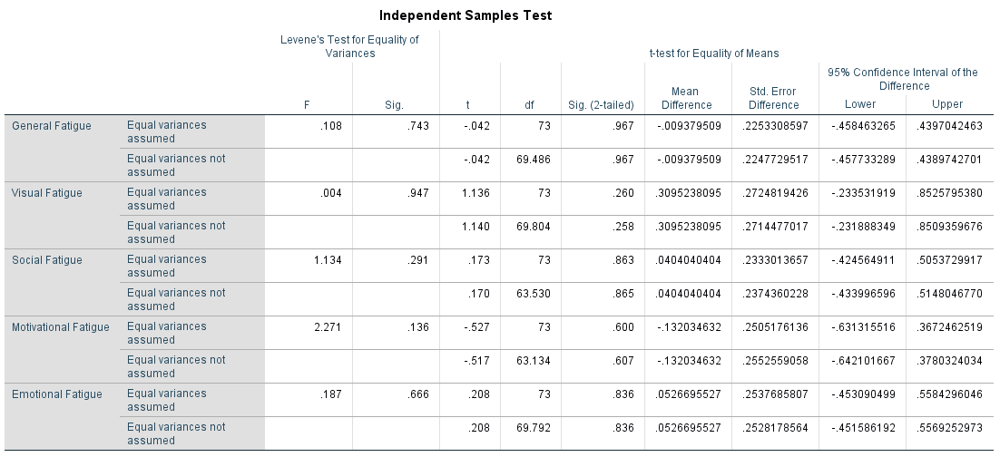 Independent Samples Test
Levene's Test for Equality of Variances
t-test for Equality of Means
95% Confidence Interval of the Difference
F Sig. t df Sig. (2-tailed) Mean Difference Std. Error Difference Lower Upper
General Fatigue Equal variances assumed .108 .743 -.042 73 .967 -.009379509 .2253308597 -.458463265 .4397042463
Equal variances not assumed -.042 69.486 .967 -.009379509 .2247729517 -.457733289 .4389742701
Visual Fatigue Equal variances assumed .004 .947 1.136 73 .260 .3095238095 .2724819426 -.233531919 .8525795380
Equal variances not assumed 1.140 69.804 .258 .3095238095 .2714477017 -.231888349 .8509359676
Social Fatigue Equal variances assumed 1.134 .291 .173 73 .863 .0404040404 .2333013657 -.424564911 .5053729917
Equal variances not assumed .170 63.530 .865 .0404040404 .2374360228 -.433996596 .5148046770
Motivational Fatigue Equal variances assumed 2.271 .136 -.527 73 .600 -.132034632 .2505176136 -.631315516 .3672462519
Equal variances not assumed -.517 63.134 .607 -.132034632 .2552559058 -.642101667 .3780324034
Emotional Fatigue Equal variances assumed .187 .666 .208 73 .836 .0526695527 .2537685807 -.453090499 .5584296046
Equal variances not assumed .208 69.792 .836 .0526695527 .2528178564 -.451586192 .5569252973